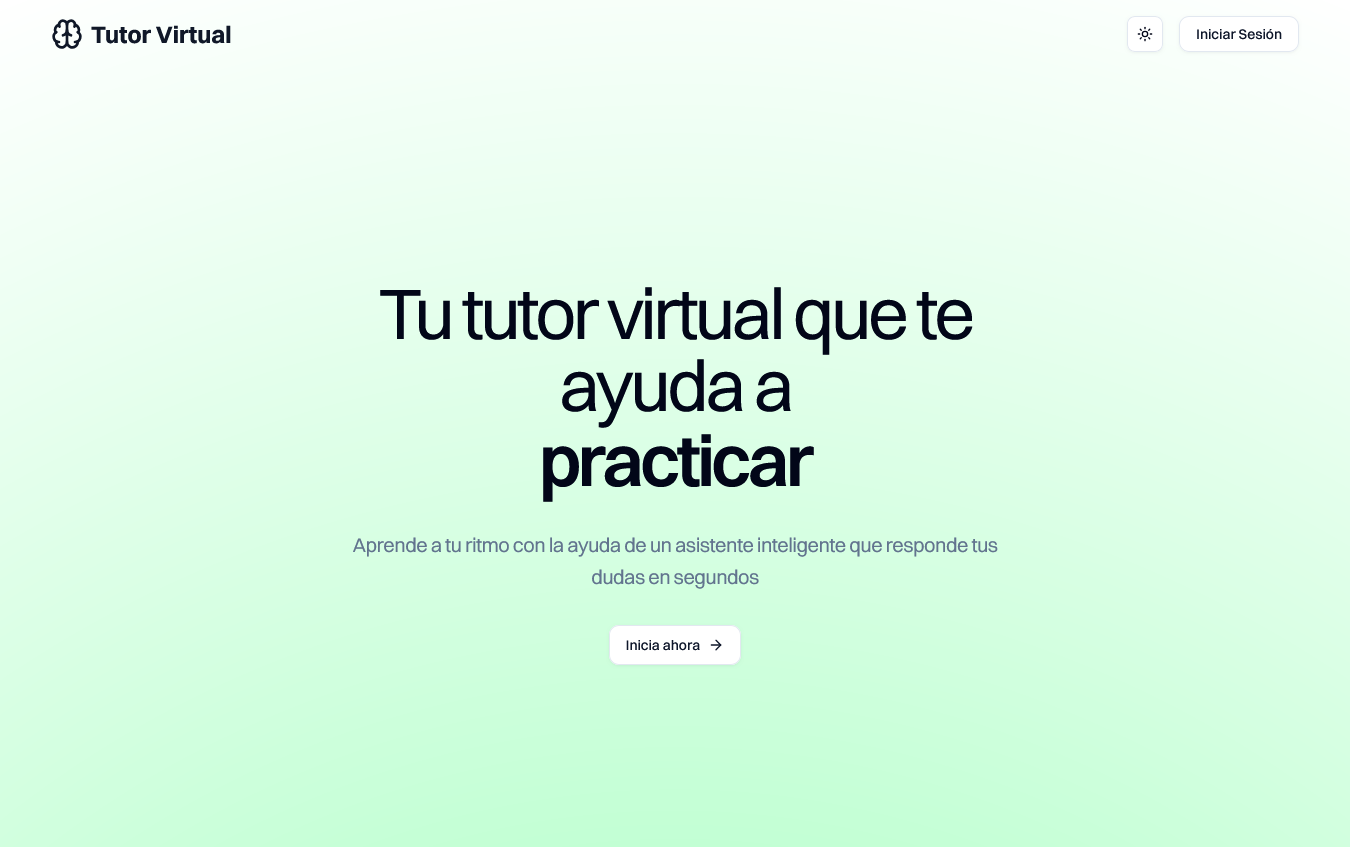 Tutor Virtual
Iniciar Sesión
Tu tutor virtual que te
ayuda a
practicar
Aprende a tu ritmo con la ayuda de un asistente inteligente que responde tus
dudas en segundos
Inicia ahora